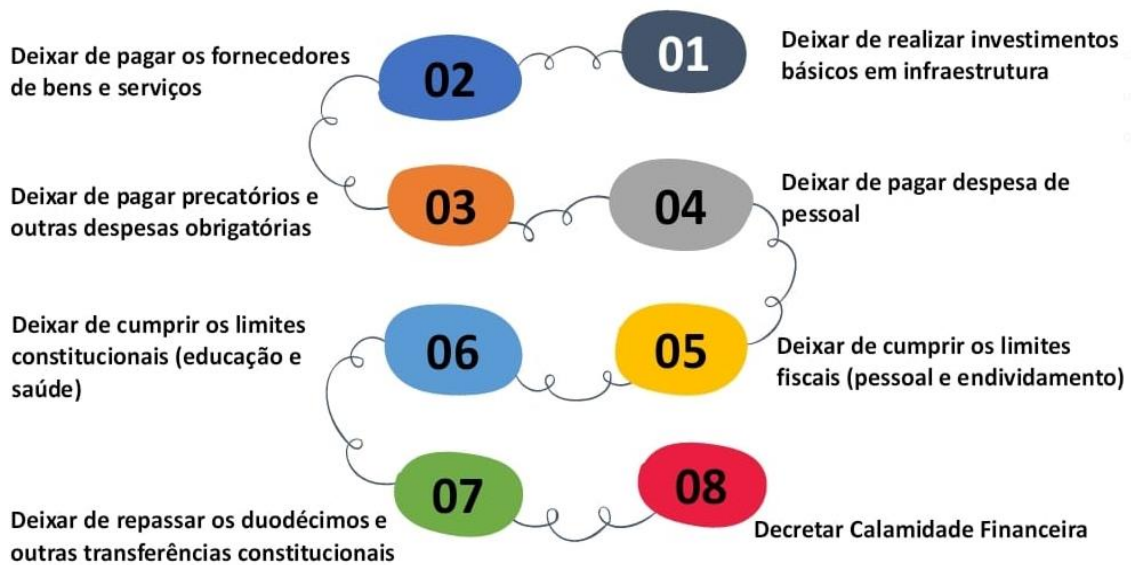 01
Deixar de realizar investimentos
básicos em infraestrutura
02
Deixar de pagar os fornecedores
de bens e serviços
03
Deixar de pagar precatórios e
outras despesas obrigatórias
04
Deixar de pagar despesa de
pessoal
05
Deixar de cumprir os limites
fiscais (pessoal e endividamento)
06
Deixar de cumprir os limites
constitucionais (educação e
saúde)
07
Deixar de repassar os duodécimos e
outras transferências constitucionais
08
Decretar Calamidade Financeira